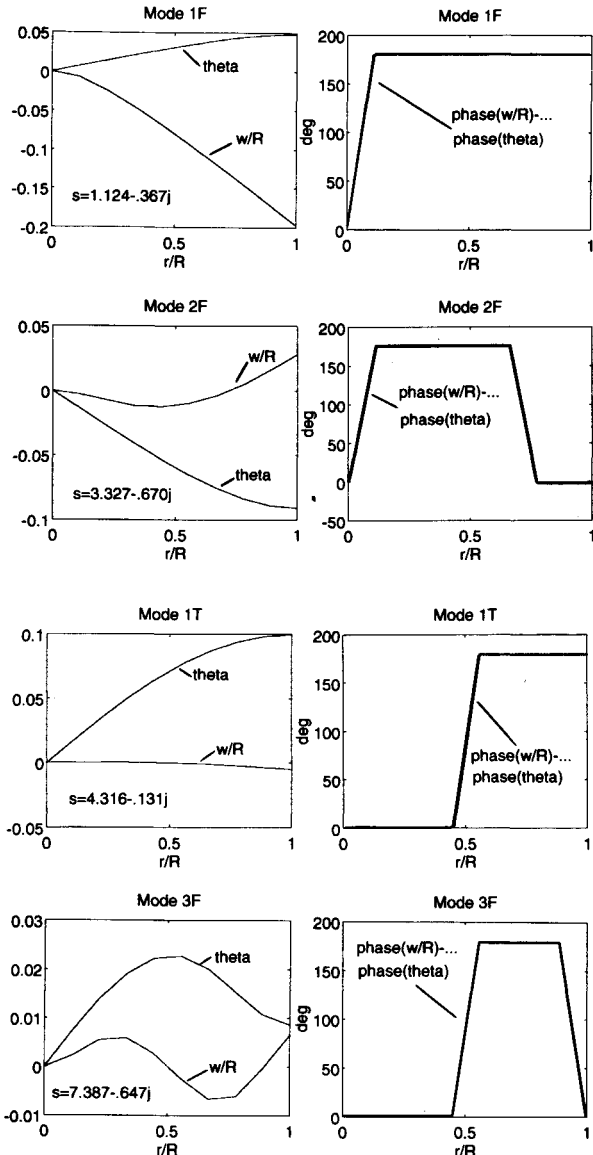 Mode 1F
0.05
0
-0.05
-0.1
-0.15
-0.2
theta
w/R
s=1.124-.367j
0 0.5 1
r/R
Mode 1F
200
150
100
50
0
deg
phase(w/R)-...
phase(theta)
0 0.5 1
r/R
Mode 2F
0.05
0
-0.05
-0.1
w/R
theta
s=3.327-.670j
0 0.5 1
r/R
Mode 2F
200
150
100
50
0
-50
deg
phase(w/R)-...
phase(theta)
0 0.5 1
r/R
Mode 1T
0.1
0.05
0
-0.05
theta
w/R
s=4.316-.131j
0 0.5 1
r/R
Mode 1T
200
150
100
50
0
deg
phase(w/R)-...
phase(theta)
0 0.5 1
r/R
Mode 3F
0.03
0.02
0.01
0
-0.01
theta
w/R
s=7.387-.647j
0 0.5 1
r/R
Mode 3F
200
150
100
50
0
deg
phase(w/R)-...
phase(theta)
0 0.5 1
r/R